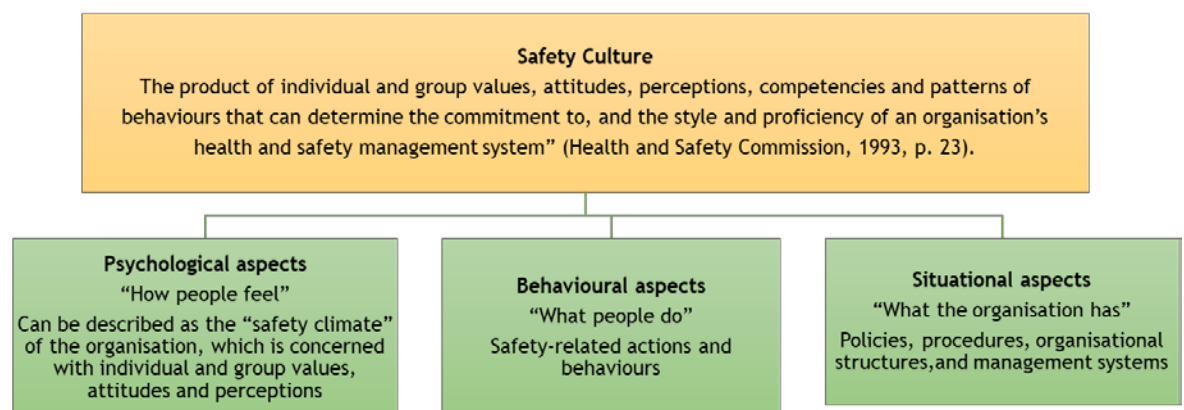 Safety Culture
The product of individual and group values, attitudes, perceptions, competencies and patterns of
behaviours that can determine the commitment to, and the style and proficiency of an organisation’s
health and safety management system” (Health and Safety Commission, 1993, p. 23).
Psychological aspects
“How people feel”
Can be described as the “safety climate”
of the organisation, which is concerned
with individual and group values,
attitudes and perceptions
Behavioural aspects
“What people do”
Safety-related actions and
behaviours
Situational aspects
“What the organisation has”
Policies, procedures, organisational
structures,and management systems